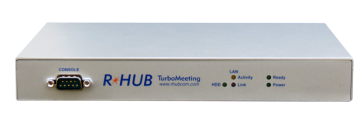 CONSOLE
R*HUB TurboMeeting
www.rhubcom.com
LAN
Activity
Ready
HDD
Link
Power